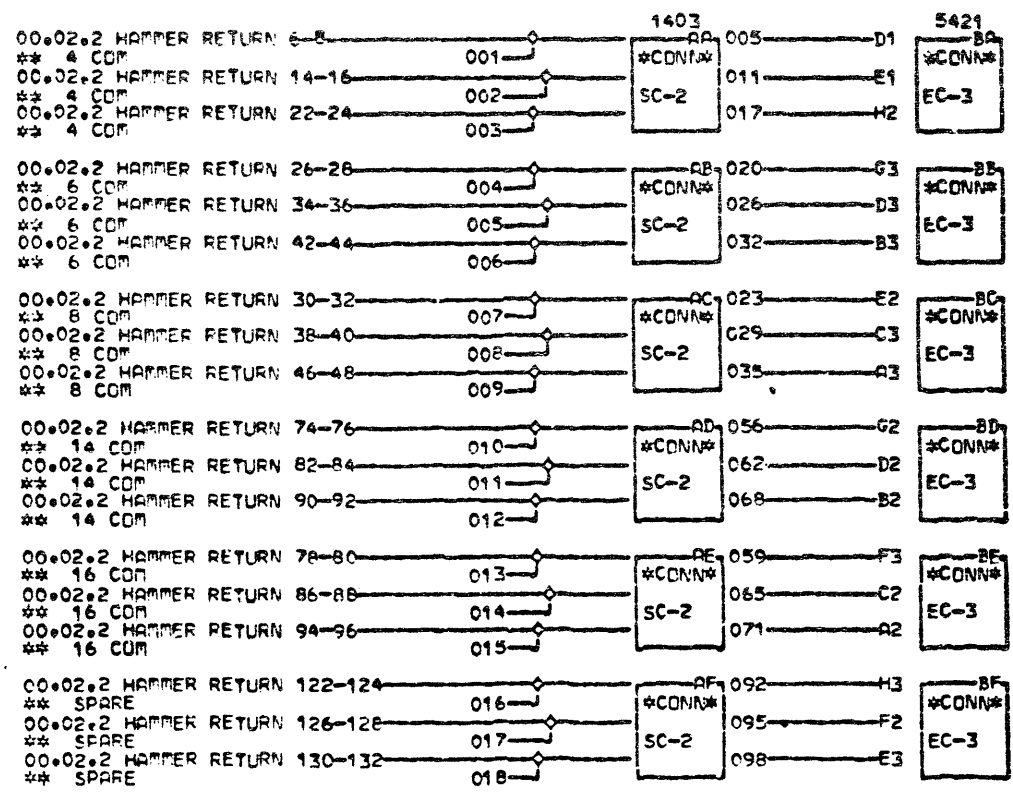 1403 5421
00.02.2 HAMMER RETURN 6-8 AA 005 D1 BA
** 4 COM 001 *CONN* *CONN*
00.02.2 HAMMER RETURN 14-16 011 E1
** 4 COM 002 SC-2 EC-3
00.02.2 HAMMER RETURN 22-24 017 H2
** 4 COM 003
00.02.2 HAMMER RETURN 26-28 AB 020 G3 BB
** 6 COM 004 *CONN* *CONN*
00.02.2 HAMMER RETURN 34-36 026 D3
** 6 COM 005 SC-2 EC-3
00.02.2 HAMMER RETURN 42-44 032 B3
** 6 COM 006
00.02.2 HAMMER RETURN 30-32 AC 023 E2 BC
** 8 COM 007 *CONN* *CONN*
00.02.2 HAMMER RETURN 38-40 029 C3
** 8 COM 008 SC-2 EC-3
00.02.2 HAMMER RETURN 46-48 035 A3
** 8 COM 009
00.02.2 HAMMER RETURN 74-76 AD 056 G2 BD
** 14 COM 010 *CONN* *CONN*
00.02.2 HAMMER RETURN 82-84 062 D2
** 14 COM 011 SC-2 EC-3
00.02.2 HAMMER RETURN 90-92 068 B2
** 14 COM 012
00.02.2 HAMMER RETURN 78-80 AE 059 F3 BE
** 16 COM 013 *CONN* *CONN*
00.02.2 HAMMER RETURN 86-88 065 C2
** 16 COM 014 SC-2 EC-3
00.02.2 HAMMER RETURN 94-96 071 A2
** 16 COM 015
00.02.2 HAMMER RETURN 122-124 AF 092 H3 BF
** SPARE 016 *CONN* *CONN*
00.02.2 HAMMER RETURN 126-128 095 F2
** SPARE 017 SC-2 EC-3
00.02.2 HAMMER RETURN 130-132 098 E3
** SPARE 018